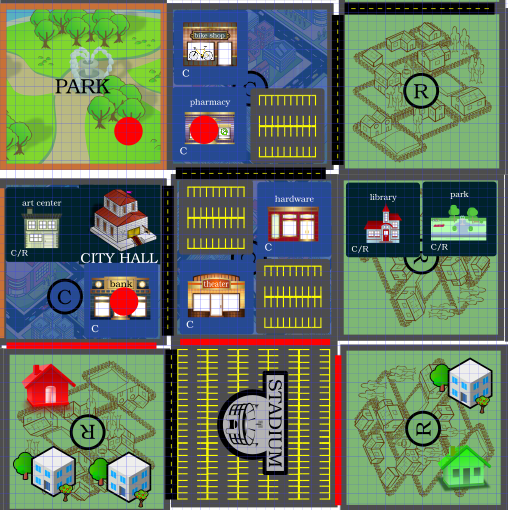 bike shop
C
PARK
pharmacy
C
R
art center
C/R
CITY HALL
hardware
C
library
C/R
park
C/R
C
bank
C
theater
C
R
R
STADIUM
R